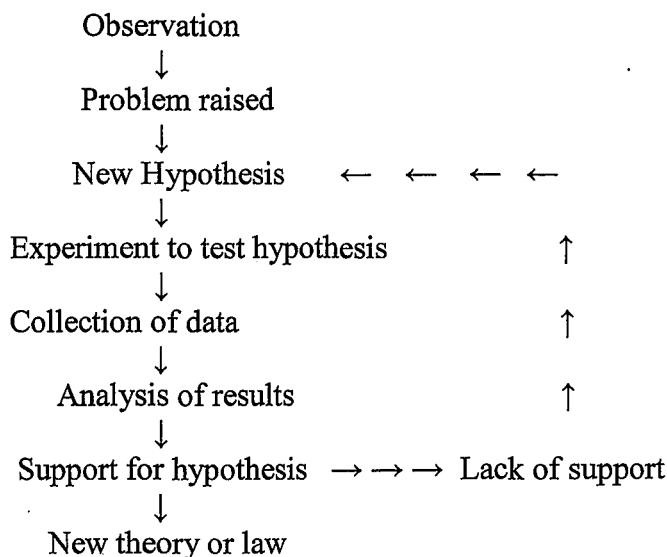 Observation
↓
Problem raised
↓
New Hypothesis ← ← ← ←
↓
Experiment to test hypothesis ↑
↓
Collection of data ↑
↓
Analysis of results ↑
↓
Support for hypothesis → → → Lack of support
↓
New theory or law